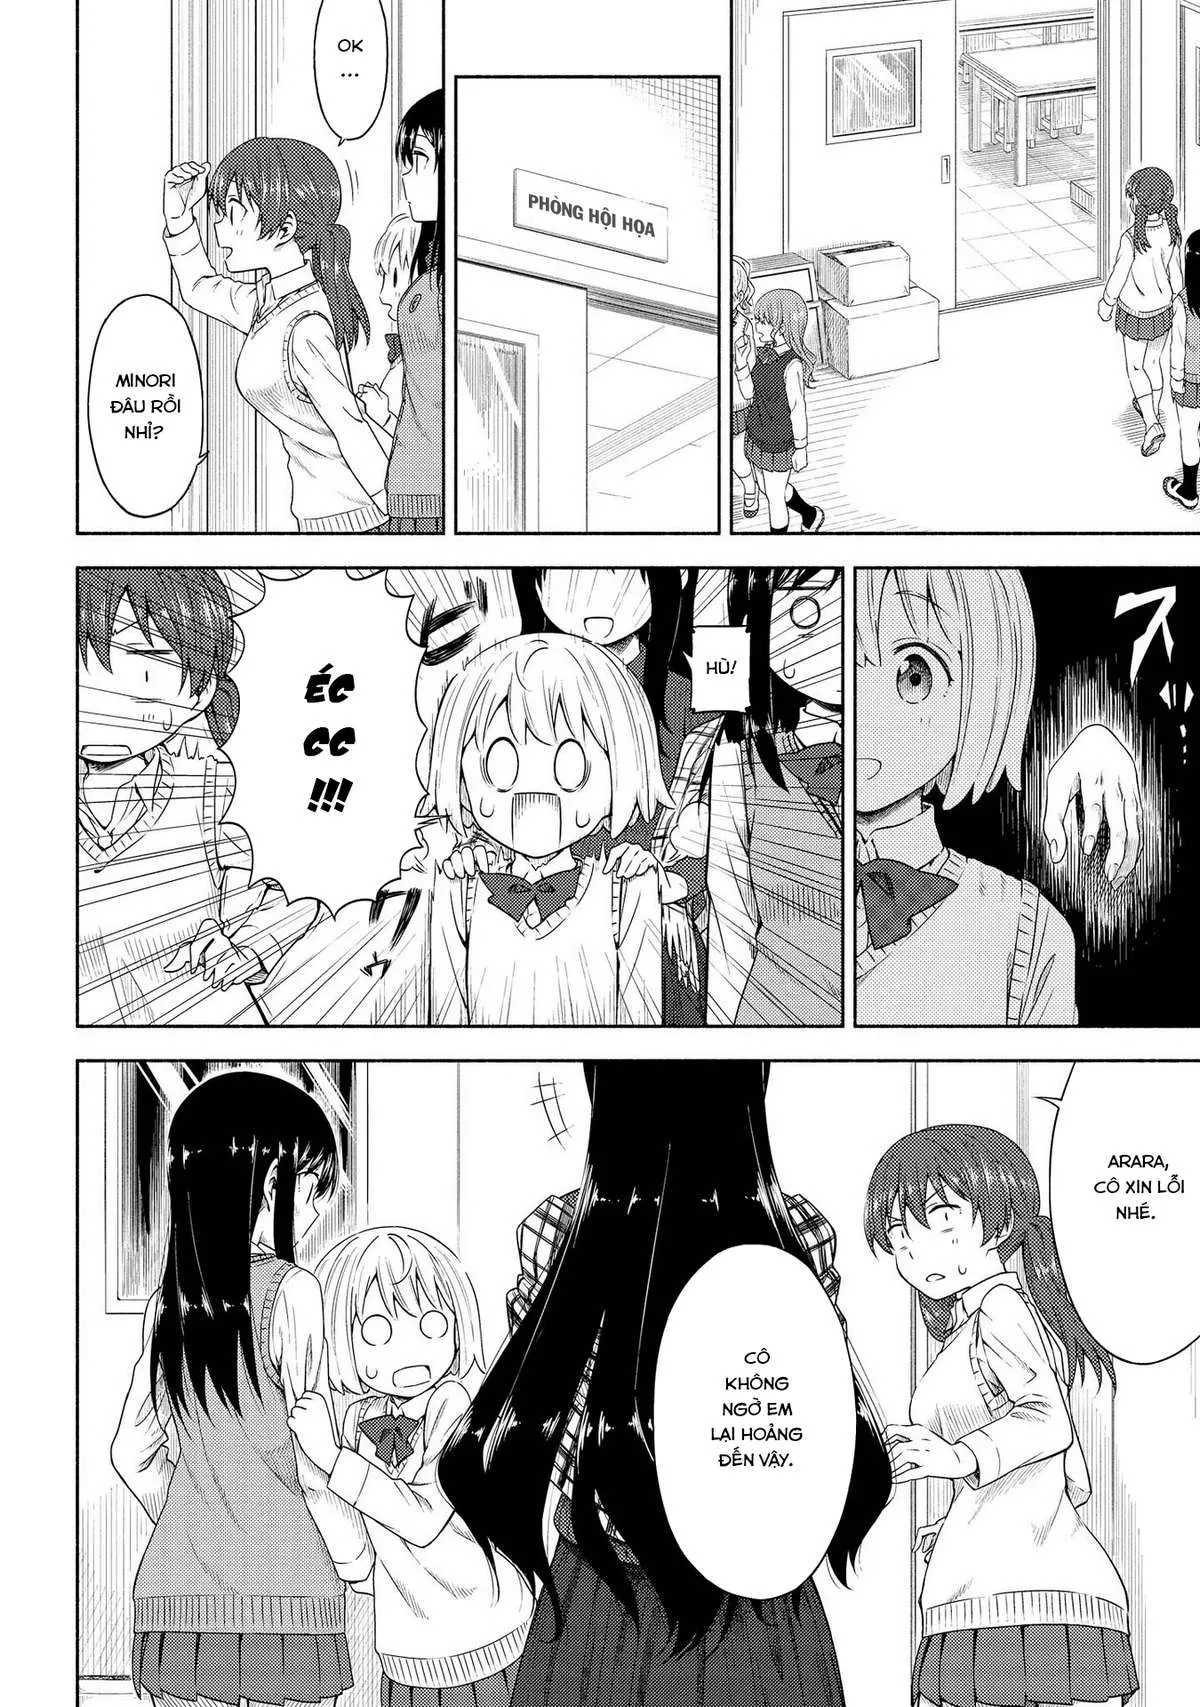 PHÒNG HỘI HỌA
OK
...
MINORI
ĐÂU RỒI
NHỈ?
ス...
HÙ!
ÉC
CC
!!!
ARARA,
CÔ XIN LỖI
NHÉ.
CÔ
KHÔNG
NGỜ EM
LẠI HOẢNG
ĐẾN VẬY.